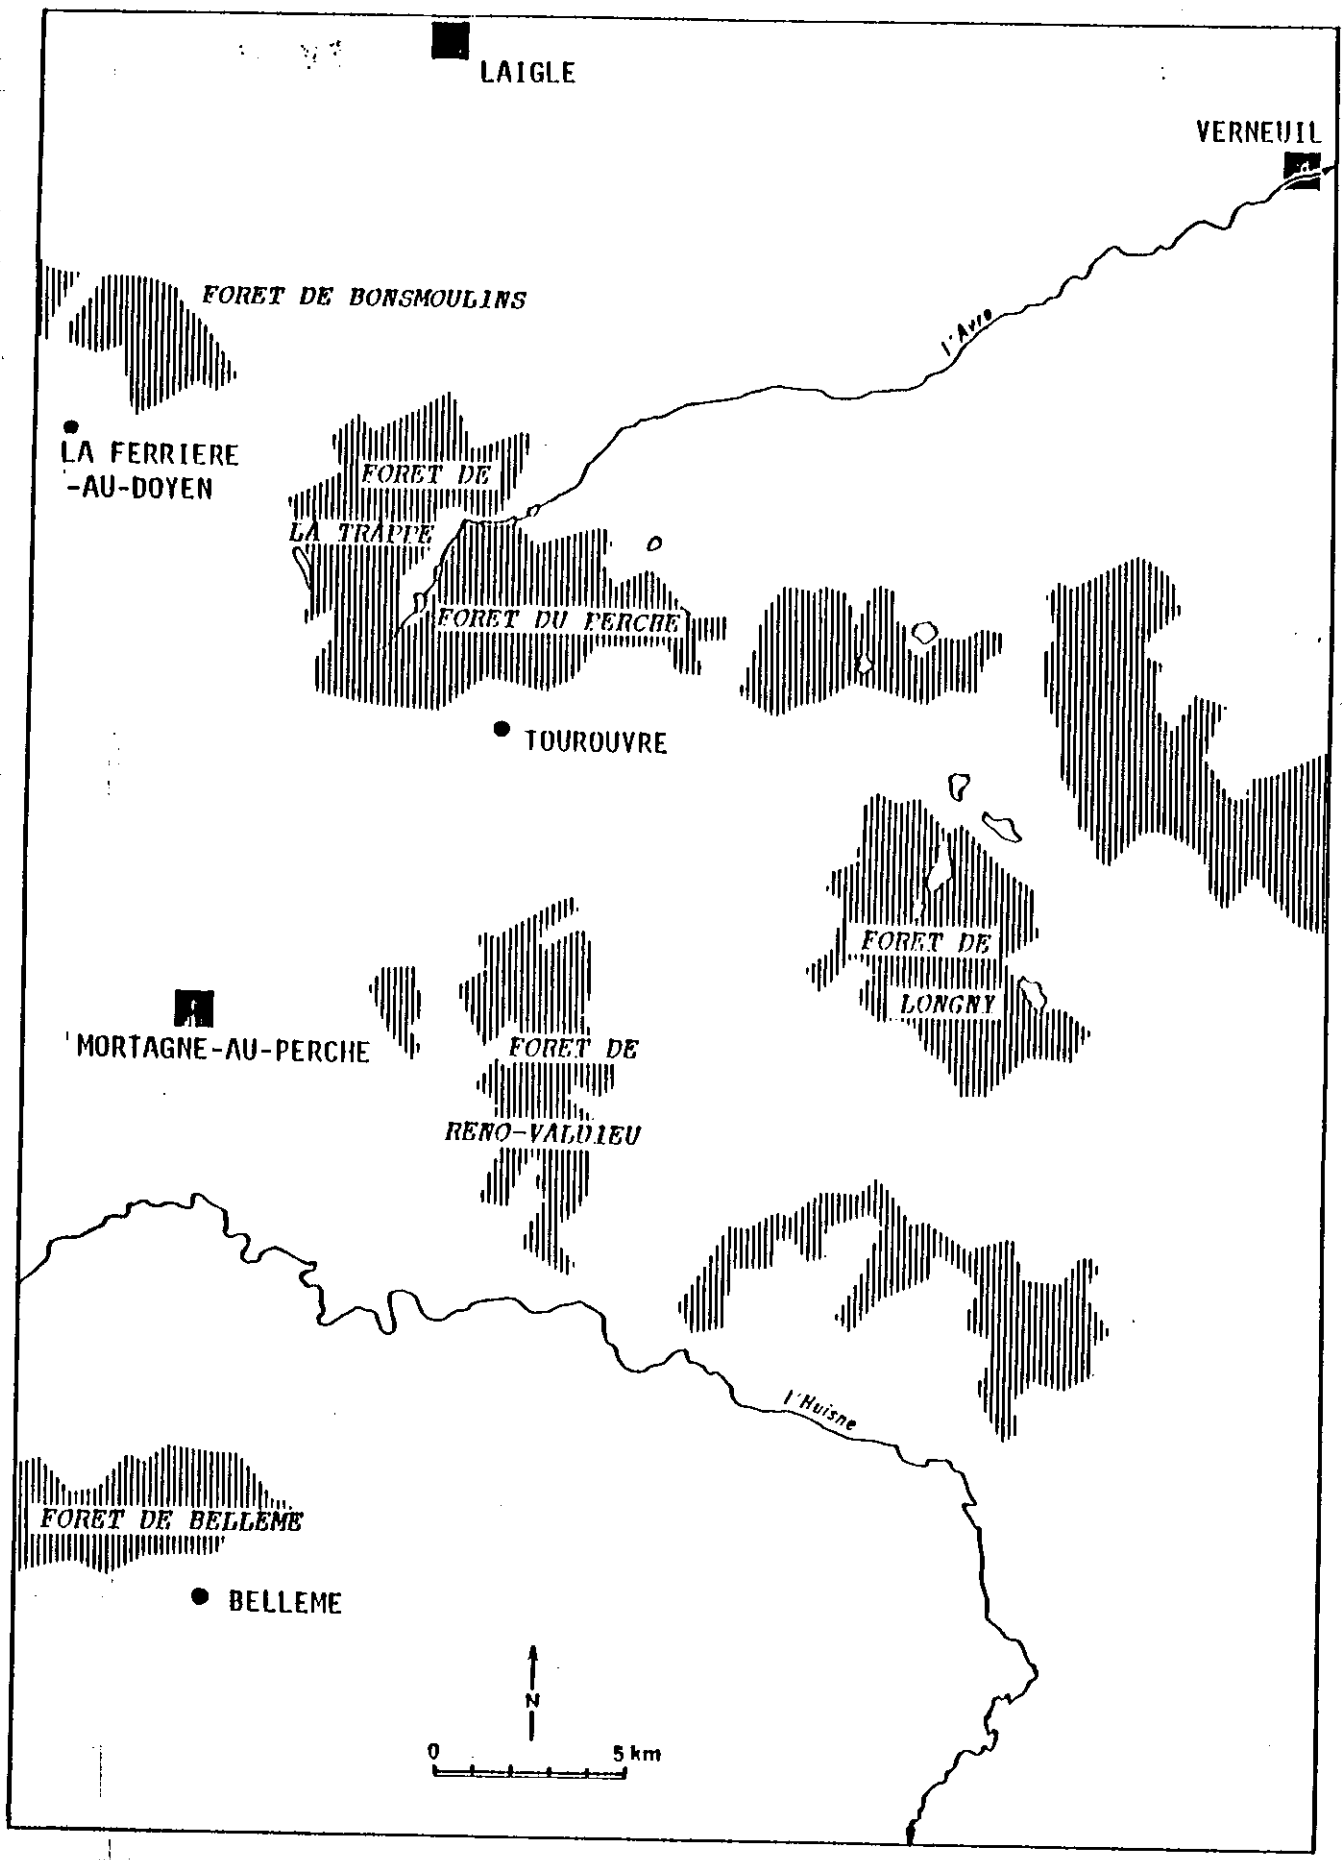 LAIGLE
VERNEUIL
FORET DE BONSMOULINS
l'Avre
LA FERRIERE
-AU-DOYEN
FORET DE
LA TRAPPE
FORET DU PERCHE
TOUROUVRE
FORET DE
LONGNY
MORTAGNE-AU-PERCHE
FORET DE
RENO-VALDIEU
l'Huisne
FORET DE BELLEME
BELLEME
N
0 5 km